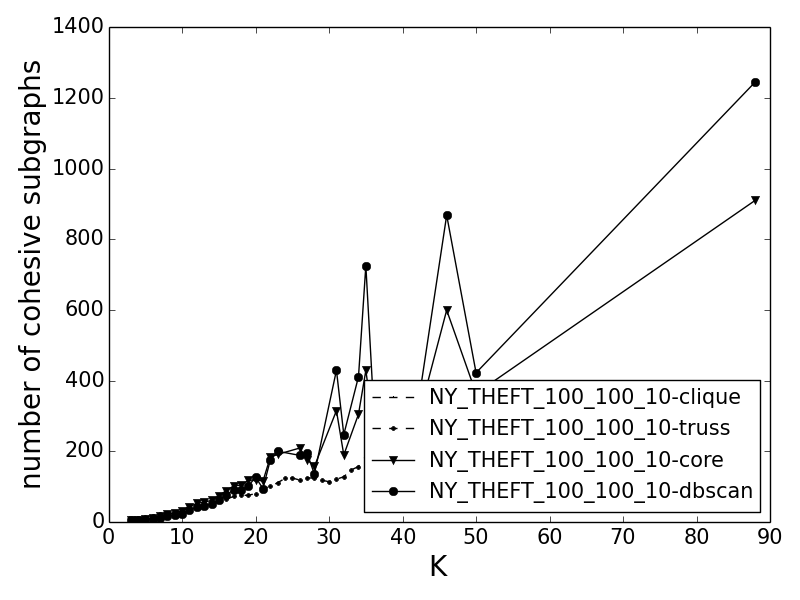 number of cohesive subgraphs
1400
1200
1000
800
600
400
200
0
NY_THEFT_100_100_10-clique
NY_THEFT_100_100_10-truss
NY_THEFT_100_100_10-core
NY_THEFT_100_100_10-dbscan
0 10 20 30 40 50 60 70 80 90
K